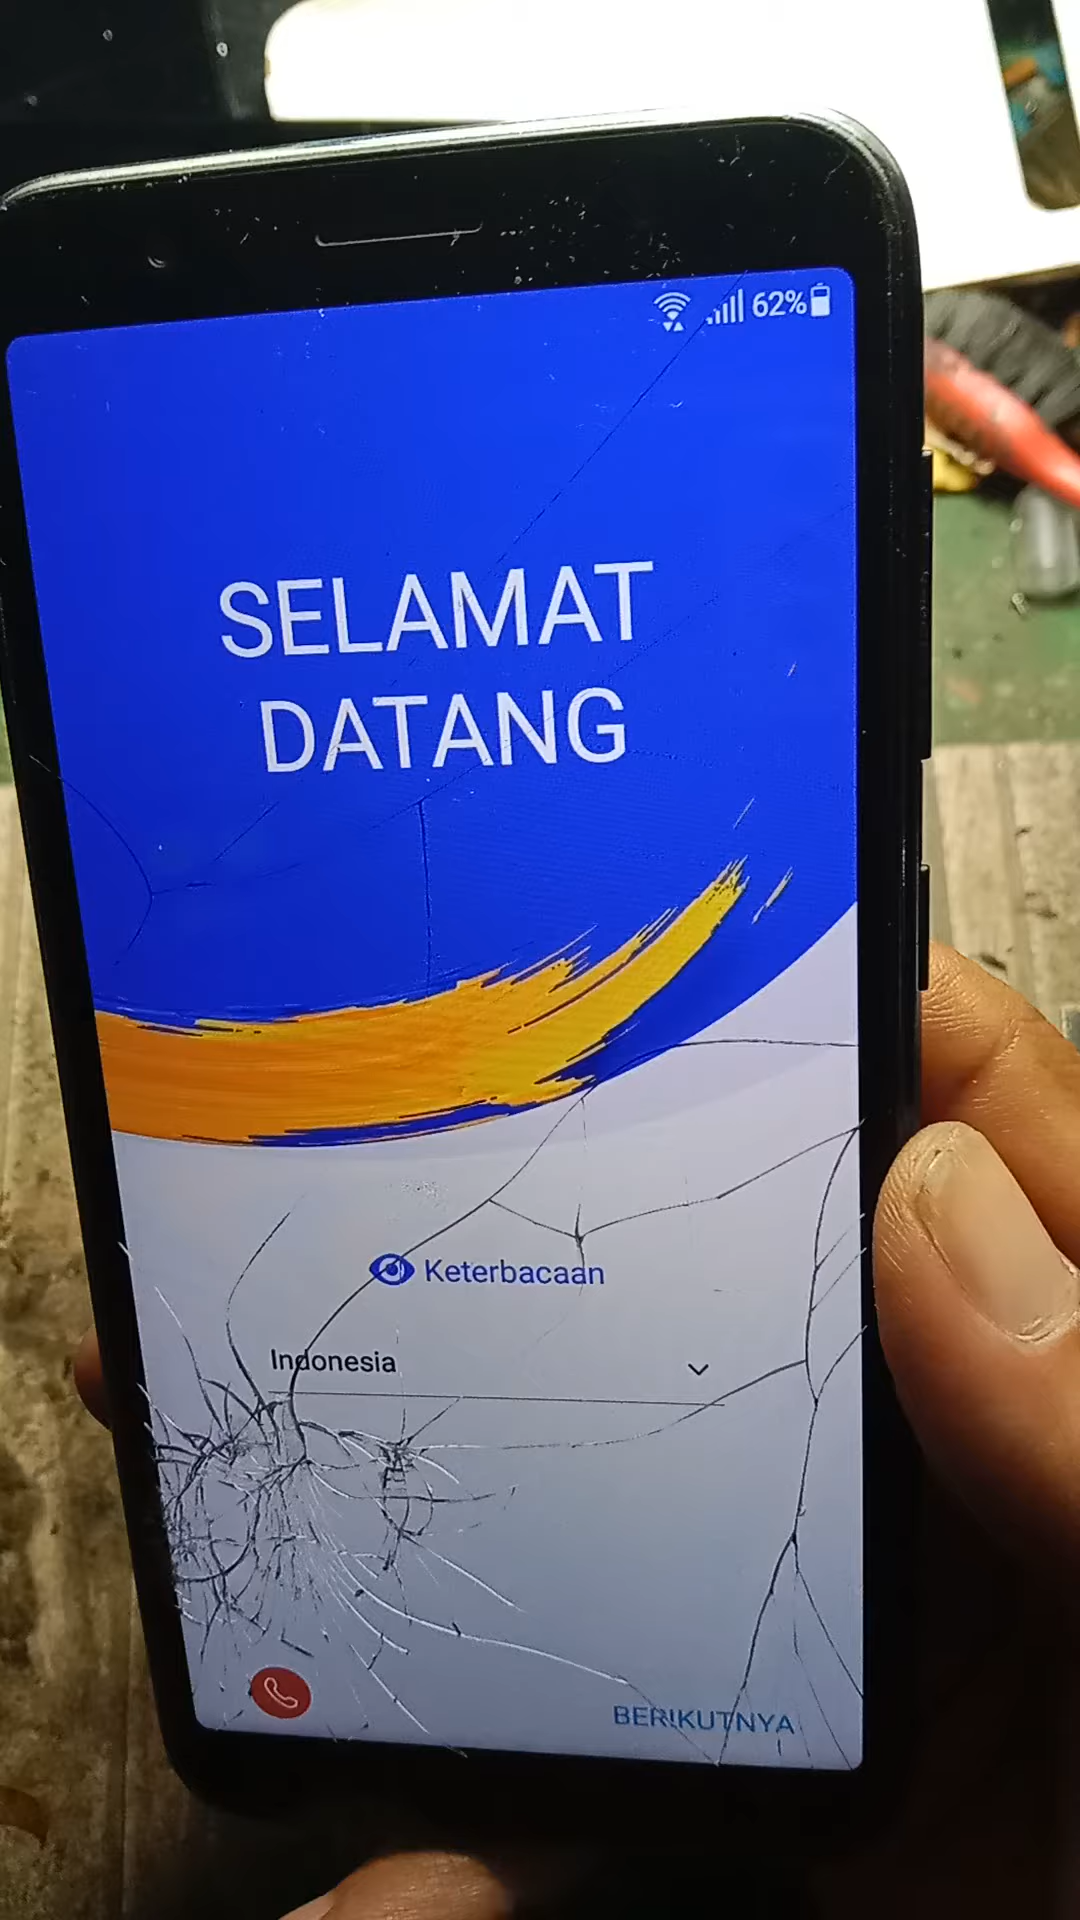 62%
SELAMAT
DATANG
Keterbacaan
Indonesia
BERIKUTNYA